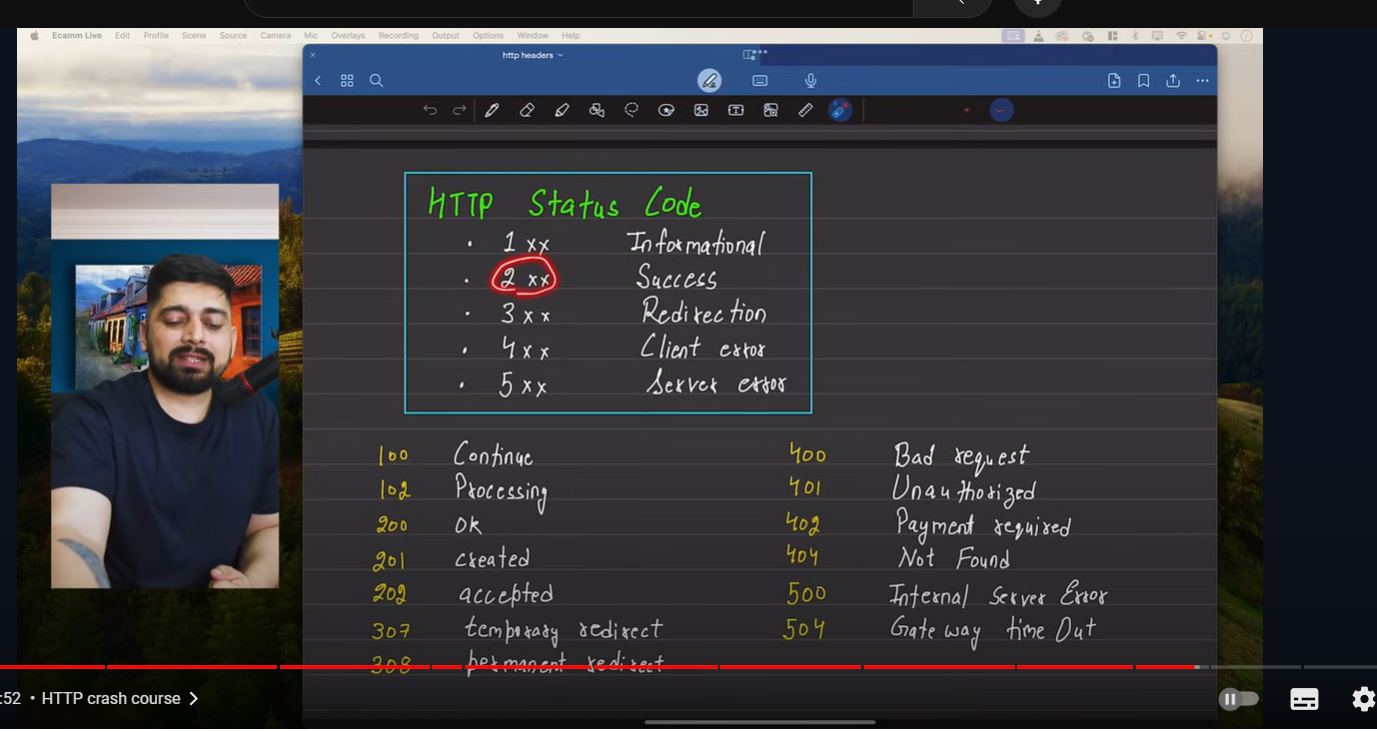 Ecamm Live Edit Profile Scene Source Camera Mic Overlays Recording Output Options Window Help
http headers
HTTP Status Code
• 1xx Informational
• 2xx Success
• 3xx Redirection
• 4xx Client error
• 5xx Server error
100 Continue
102 Processing
200 OK
201 created
202 accepted
307 temporary redirect
308 permanent redirect
400 Bad request
401 Unauthorized
402 Payment required
404 Not Found
500 Internal Server Error
504 Gateway time Out
:52 • HTTP crash course